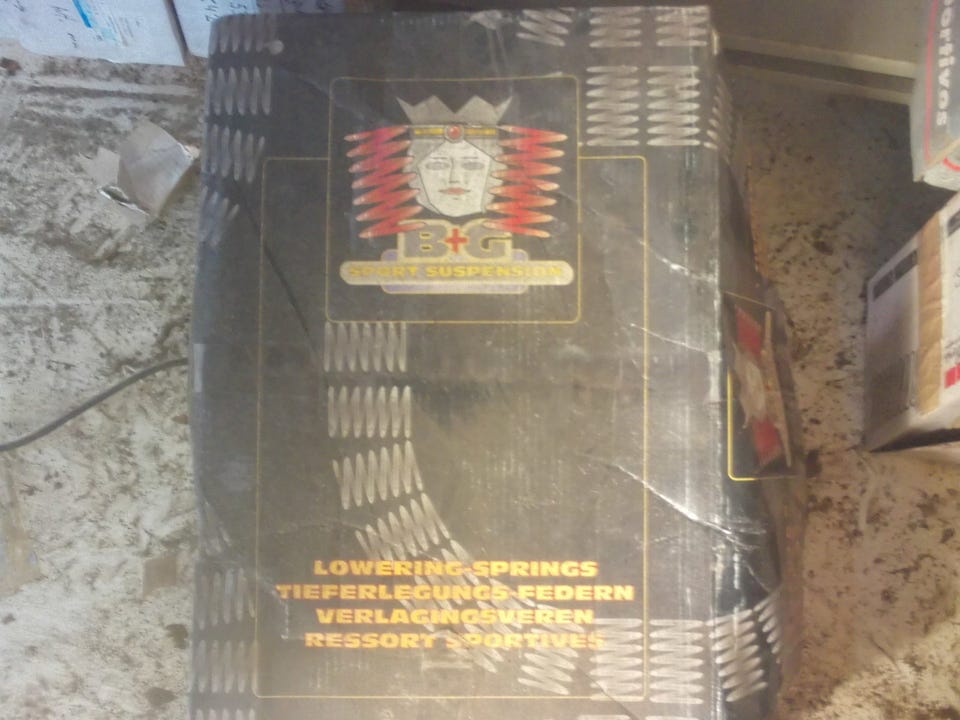 B+G
SPORT SUSPENSION
LOWERING-SPRINGS
TIEFERLEGUNGS-FEDERN
VERLAGINGSVEREN
RESSORT SPORTIVES